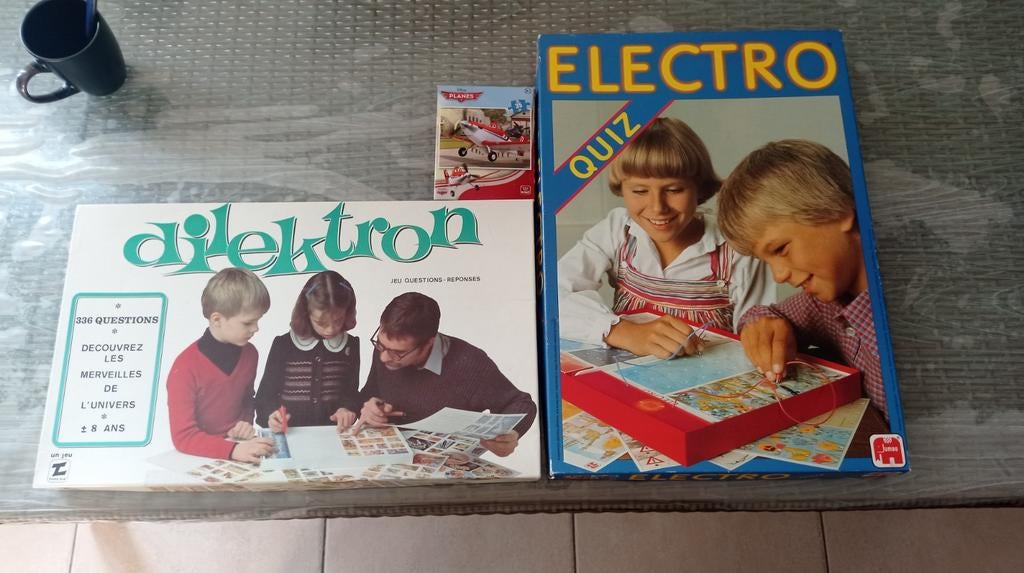 dilektron
JEU QUESTIONS-REPONSES
*
336 QUESTIONS
*
DECOUVREZ
LES
MERVEILLES
DE
L'UNIVERS
*
± 8 ANS
un jeu
Disney
PLANES
ELECTRO
QUIZ
Jumbo
ELECTRO